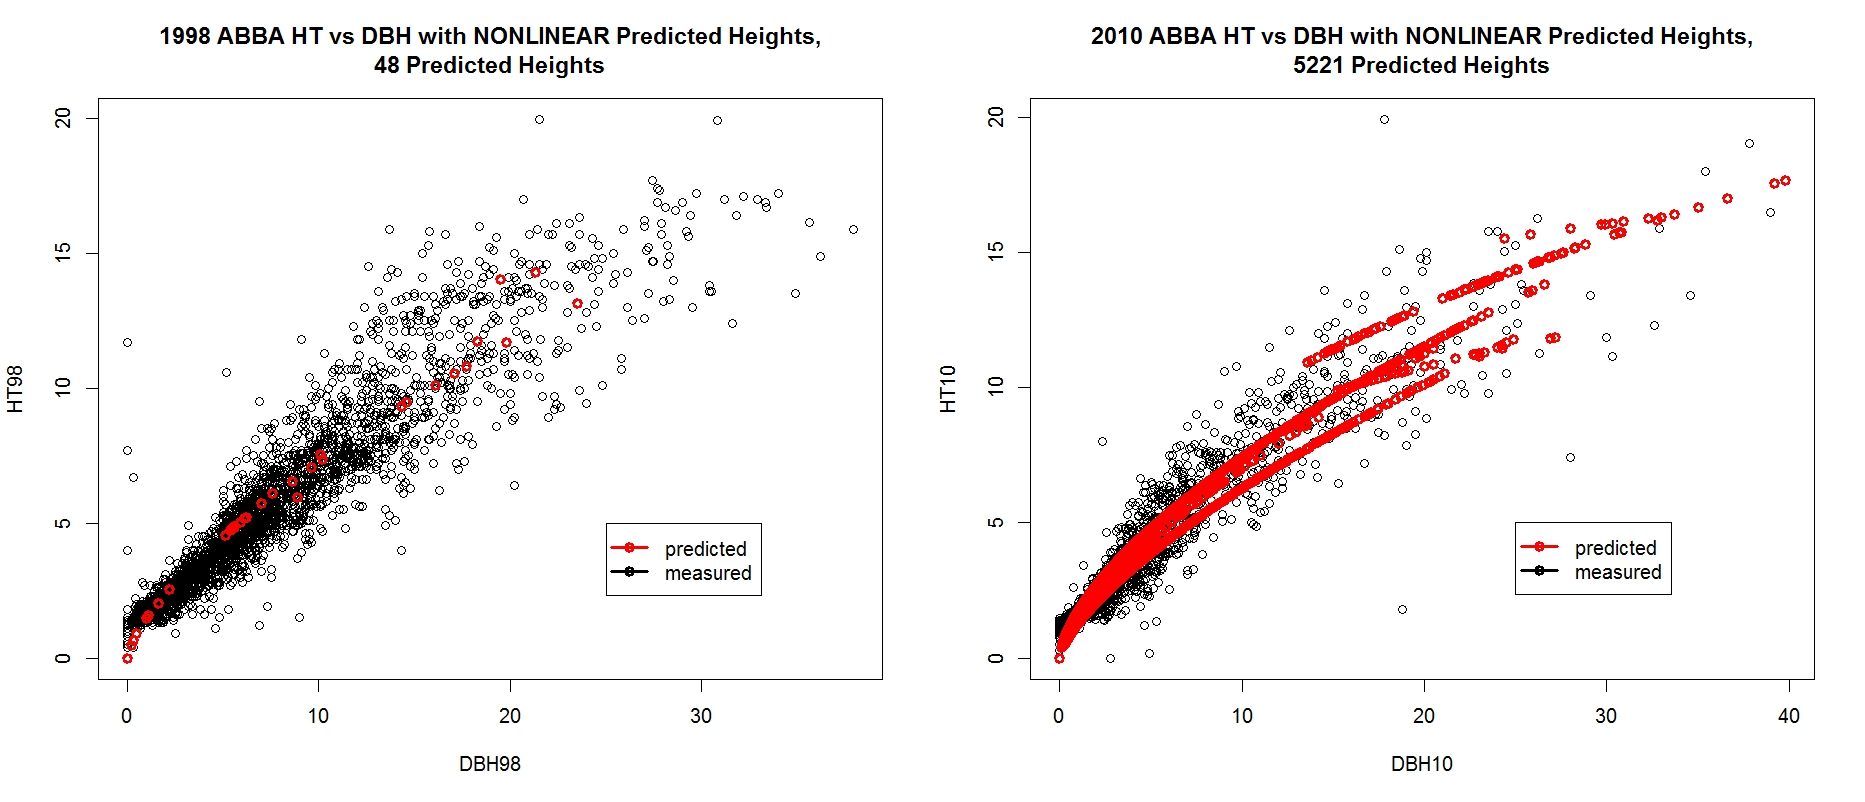 1998 ABBA HT vs DBH with NONLINEAR Predicted Heights,
48 Predicted Heights
20
15
10
5
0
HT98
predicted
measured
0 10 20 30
DBH98
2010 ABBA HT vs DBH with NONLINEAR Predicted Heights,
5221 Predicted Heights
20
15
10
5
0
HT10
predicted
measured
0 10 20 30 40
DBH10